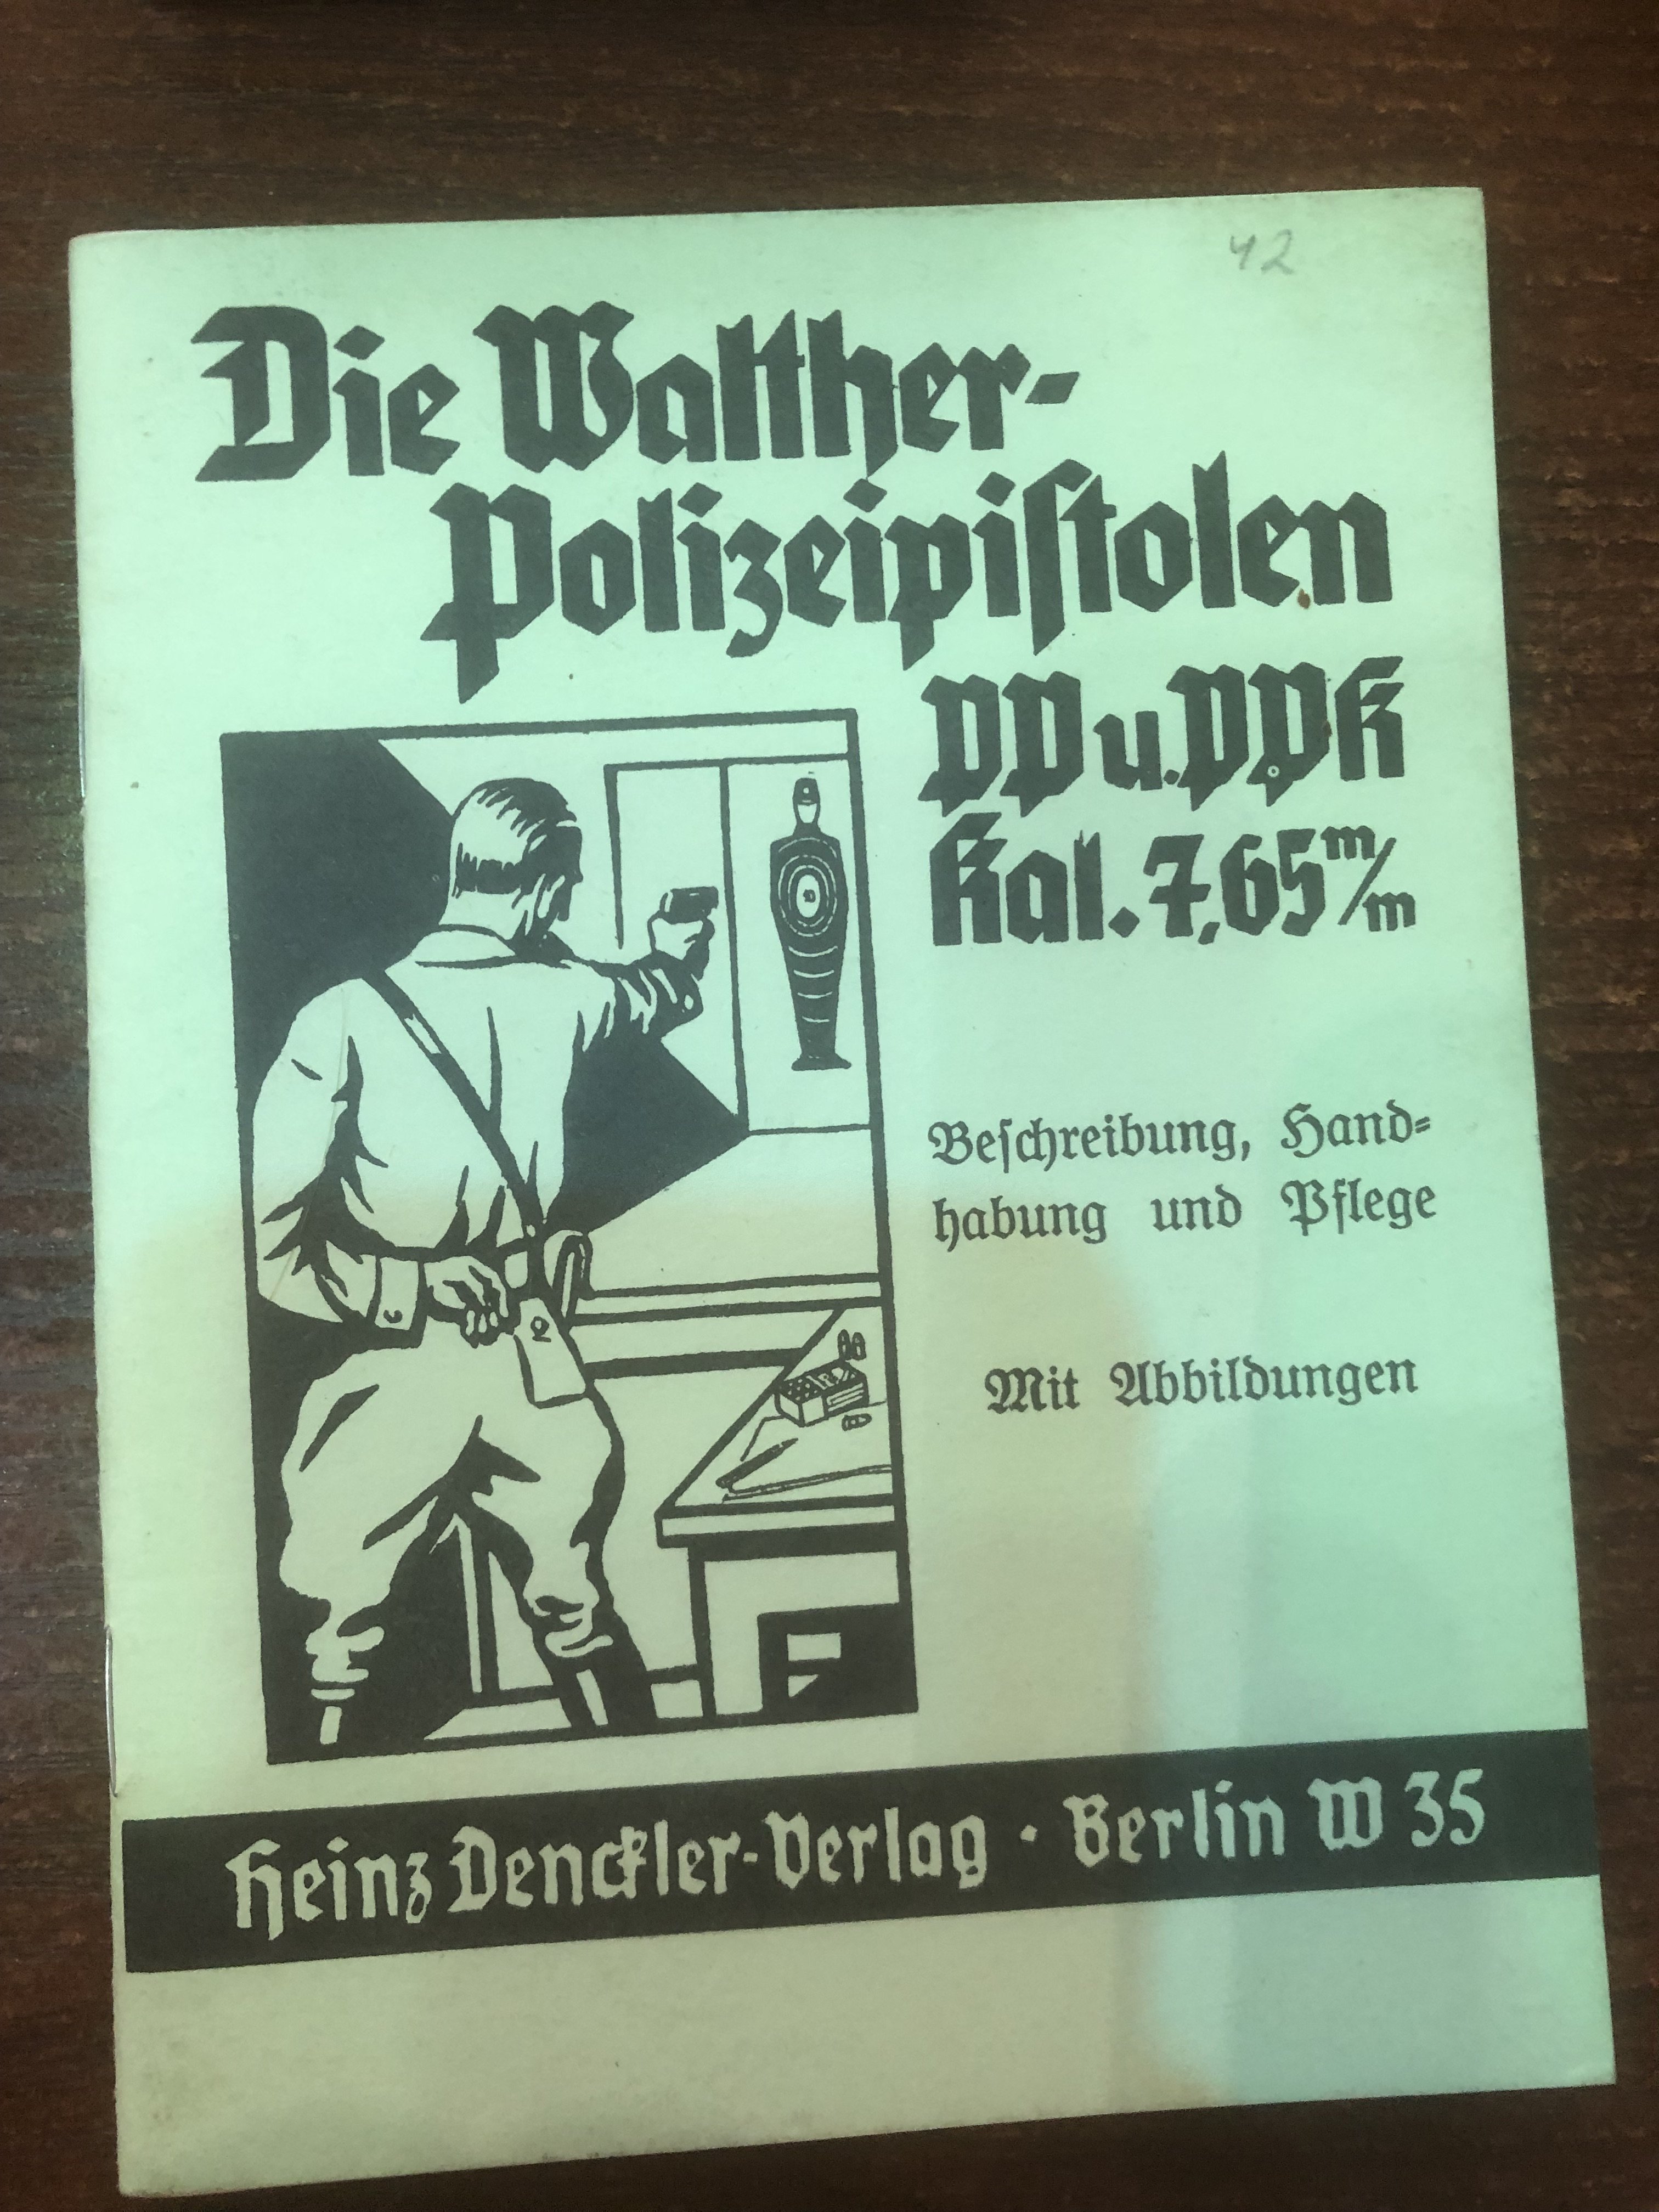 42
Die Walther-
Polizeipistolen
PP u. PPK
Kal. 7,65 m/m
Beschreibung, Hand-
habung und Pflege
Mit Abbildungen
Heinz Denckler-Verlag · Berlin W 35